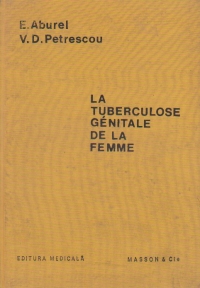 E. Aburel
V. D. Petrescou
LA
TUBERCULOSE
GÉNITALE
DE LA
FEMME
EDITURA MEDICALĂ MASSON & Cie